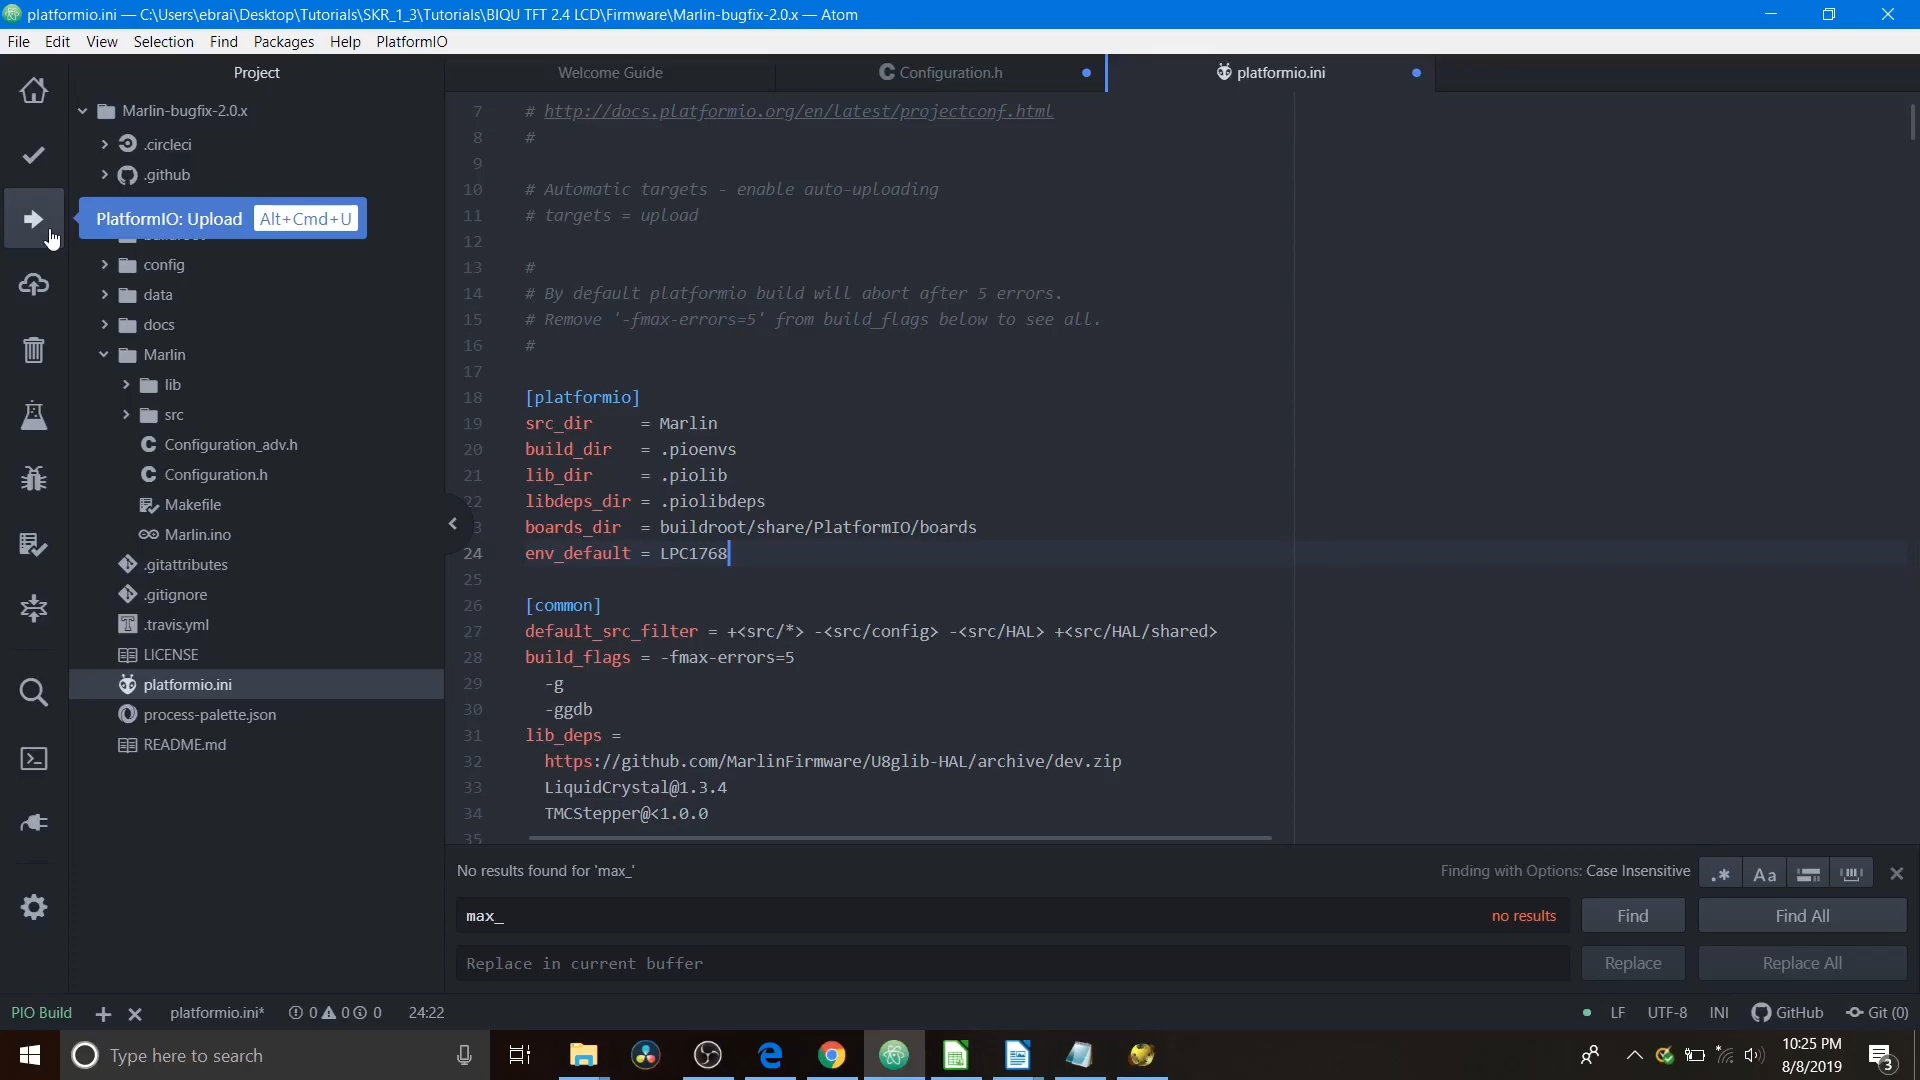 platformio.ini — C:\Users\ebrai\Desktop\Tutorials\SKR_1_3\Tutorials\BIQU TFT 2.4 LCD\Firmware\Marlin-bugfix-2.0.x — Atom
File Edit View Selection Find Packages Help PlatformIO
Project
Welcome Guide
Configuration.h
platformio.ini
Marlin-bugfix-2.0.x
.circleci
.github
PlatformIO: Upload Alt+Cmd+U
config
data
docs
Marlin
lib
src
Configuration_adv.h
Configuration.h
Makefile
Marlin.ino
.gitattributes
.gitignore
.travis.yml
LICENSE
platformio.ini
process-palette.json
README.md
7 # http://docs.platformio.org/en/latest/projectconf.html
8 #
9
10 # Automatic targets - enable auto-uploading
11 # targets = upload
12
13 #
14 # By default platformio build will abort after 5 errors.
15 # Remove '-fmax-errors=5' from build_flags below to see all.
16 #
17
18 [platformio]
19 src_dir = Marlin
20 build_dir = .pioenvs
21 lib_dir = .piolib
22 libdeps_dir = .piolibdeps
3 boards_dir = buildroot/share/PlatformIO/boards
24 env_default = LPC1768
25
26 [common]
27 default_src_filter = +<src/*> -<src/config> -<src/HAL> +<src/HAL/shared>
28 build_flags = -fmax-errors=5
29 -g
30 -ggdb
31 lib_deps =
32 https://github.com/MarlinFirmware/U8glib-HAL/archive/dev.zip
33 LiquidCrystal@1.3.4
34 TMCStepper@<1.0.0
35
No results found for 'max_'
Finding with Options: Case Insensitive
.* Aa
max_
no results
Find
Find All
Replace in current buffer
Replace
Replace All
PIO Build
platformio.ini*
0 0 0
24:22
LF UTF-8 INI GitHub Git (0)
Type here to search
10:25 PM
8/8/2019
3